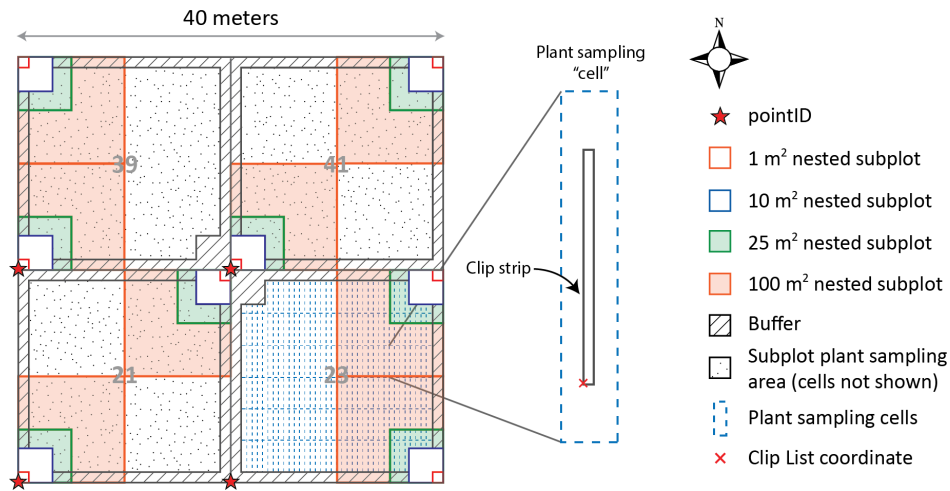 40 meters
Plant sampling
“cell”
N
39
41
21
23
Clip strip
pointID
1 m² nested subplot
10 m² nested subplot
25 m² nested subplot
100 m² nested subplot
Buffer
Subplot plant sampling
area (cells not shown)
Plant sampling cells
Clip List coordinate